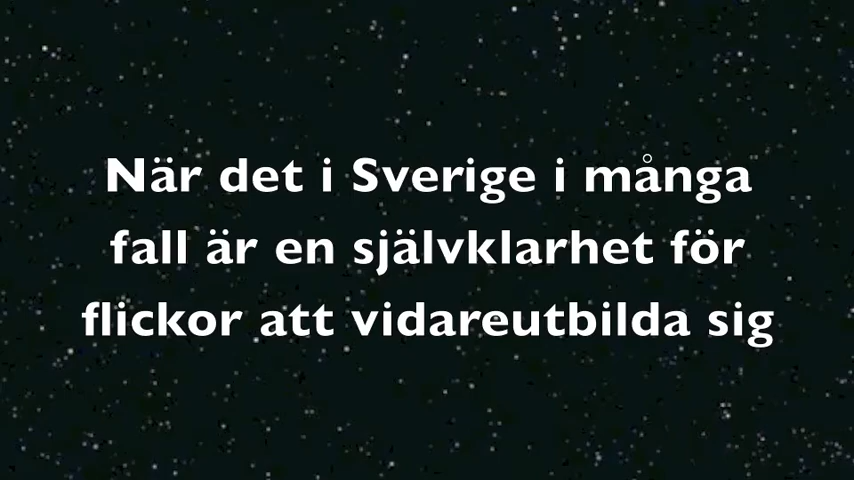 När det i Sverige i många
fall är en självklarhet för
flickor att vidareutbilda sig